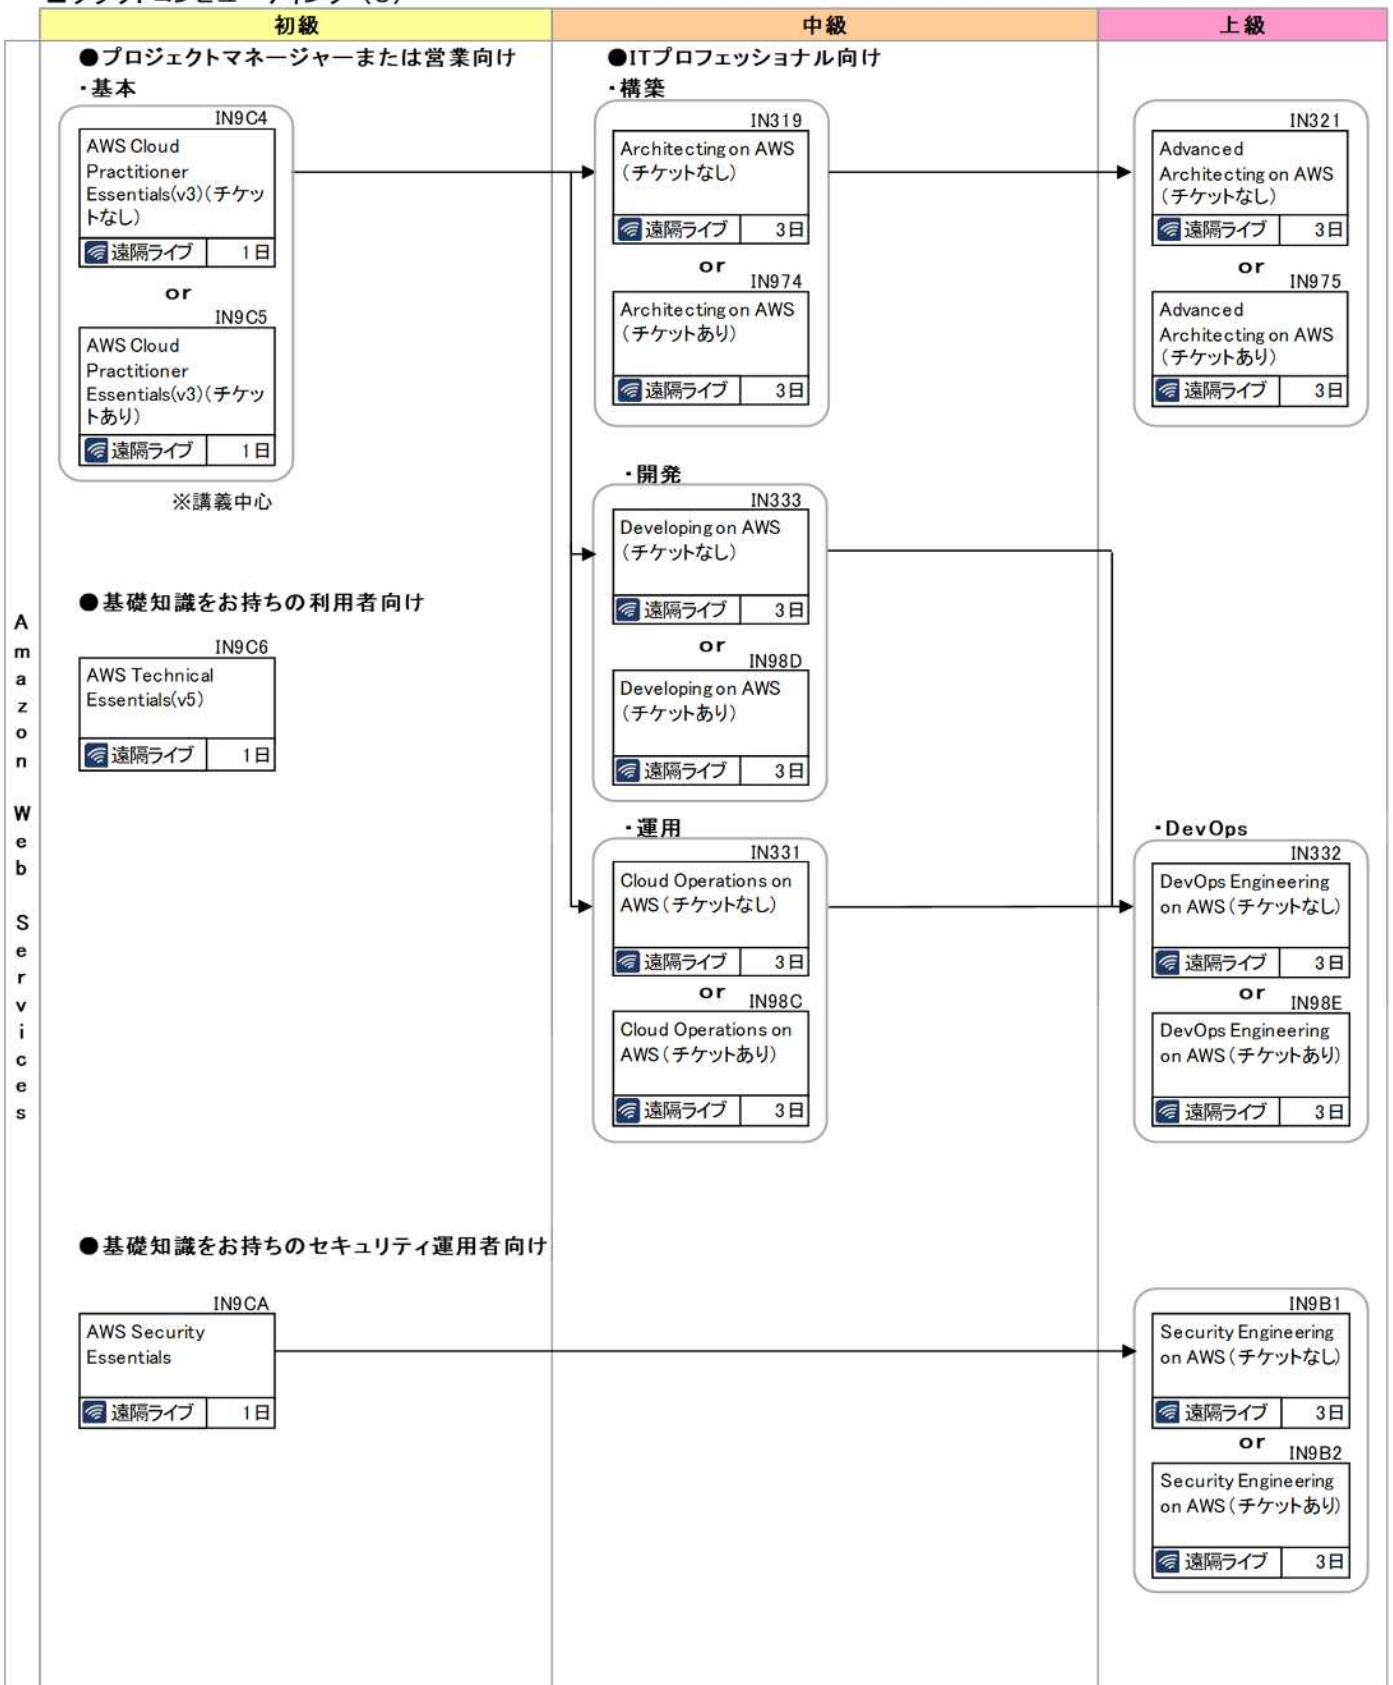 初級
中級
上級
Amazon Web Services
●プロジェクトマネージャーまたは営業向け
・基本
IN9C4
AWS Cloud
Practitioner
Essentials(v3)(チケッ
トなし)
遠隔ライブ 1日
or
IN9C5
AWS Cloud
Practitioner
Essentials(v3)(チケッ
トあり)
遠隔ライブ 1日
※講義中心
●基礎知識をお持ちの利用者向け
IN9C6
AWS Technical
Essentials(v5)
遠隔ライブ 1日
●基礎知識をお持ちのセキュリティ運用者向け
IN9CA
AWS Security
Essentials
遠隔ライブ 1日
●ITプロフェッショナル向け
・構築
IN319
Architecting on AWS
(チケットなし)
遠隔ライブ 3日
or
IN974
Architecting on AWS
(チケットあり)
遠隔ライブ 3日
・開発
IN333
Developing on AWS
(チケットなし)
遠隔ライブ 3日
or
IN98D
Developing on AWS
(チケットあり)
遠隔ライブ 3日
・運用
IN331
Cloud Operations on
AWS(チケットなし)
遠隔ライブ 3日
or
IN98C
Cloud Operations on
AWS(チケットあり)
遠隔ライブ 3日
IN321
Advanced
Architecting on AWS
(チケットなし)
遠隔ライブ 3日
or
IN975
Advanced
Architecting on AWS
(チケットあり)
遠隔ライブ 3日
・DevOps
IN332
DevOps Engineering
on AWS(チケットなし)
遠隔ライブ 3日
or
IN98E
DevOps Engineering
on AWS(チケットあり)
遠隔ライブ 3日
IN9B1
Security Engineering
on AWS(チケットなし)
遠隔ライブ 3日
or
IN9B2
Security Engineering
on AWS(チケットあり)
遠隔ライブ 3日